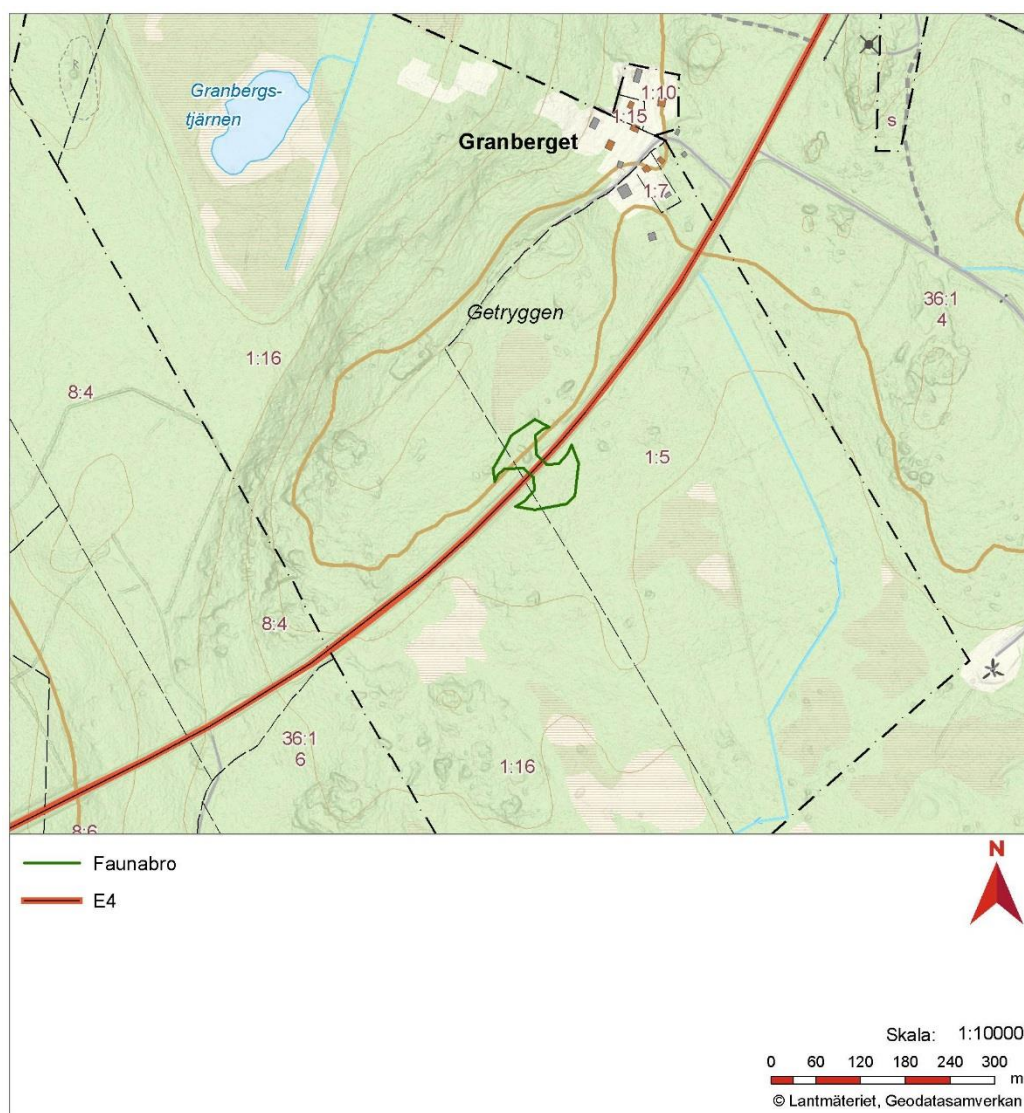 Granbergs-
tjärnen
1:10
1:15
Granberget
1:7
s
Getryggen
36:1
4
1:16
8:4
1:5
8:4
36:1
6
1:16
8:6
Faunabro
E4
N
Skala: 1:10000
0 60 120 180 240 300
m
© Lantmäteriet, Geodatasamverkan